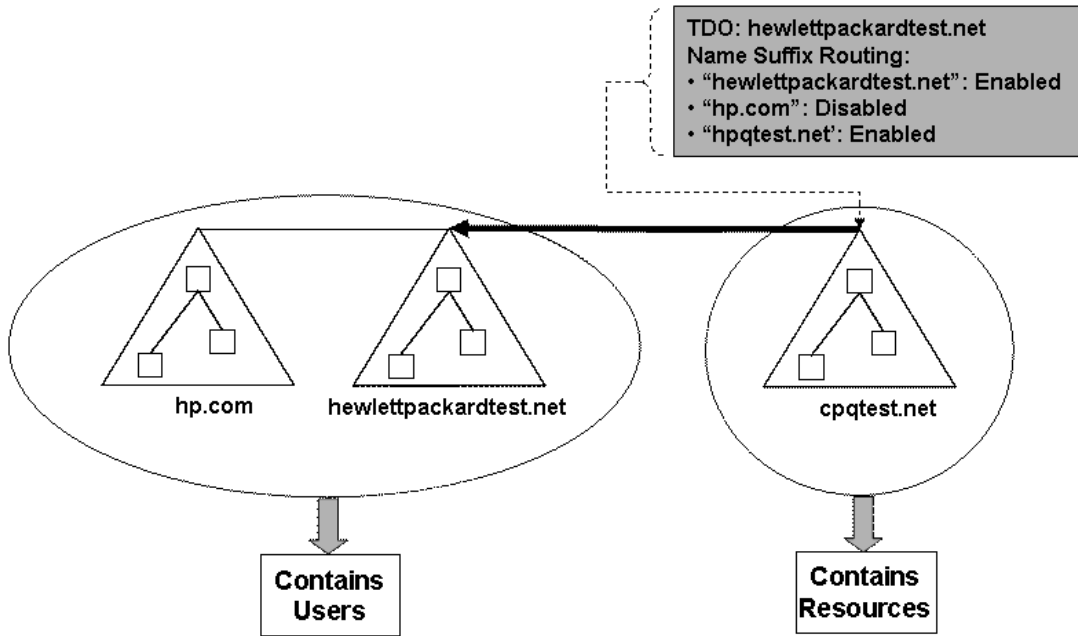 TDO: hewlettpackardtest.net
Name Suffix Routing:
• “hewlettpackardtest.net”: Enabled
• “hp.com”: Disabled
• “hpqtest.net’: Enabled
hp.com
hewlettpackardtest.net
cpqtest.net
Contains
Users
Contains
Resources